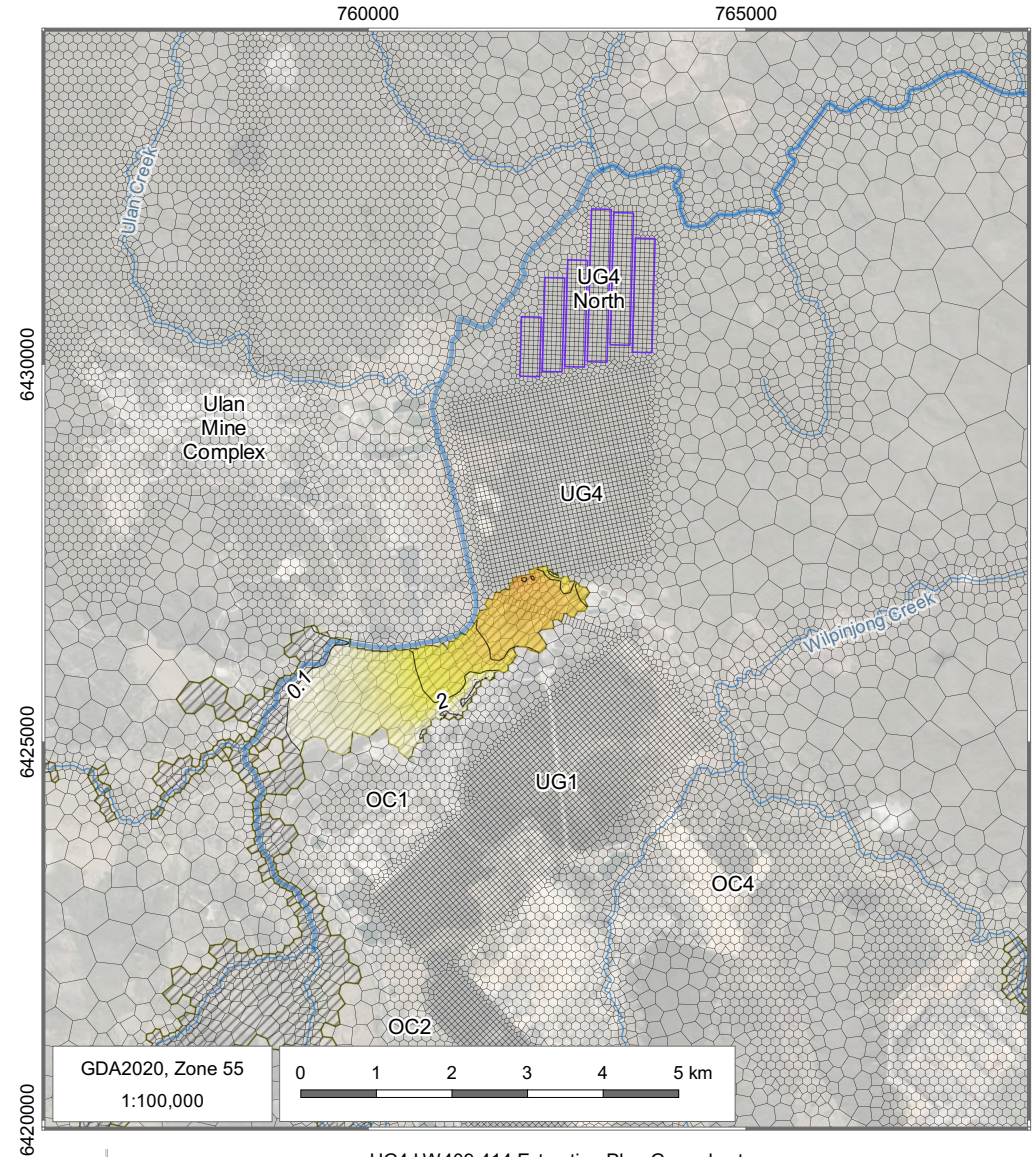 760000
765000
6430000
6425000
6420000
Ulan Creek
UG4
North
Ulan
Mine
Complex
UG4
Wilpinjong Creek
0.1
2
UG1
OC1
OC4
OC2
GDA2020, Zone 55
1:100,000
0 1 2 3 4 5 km